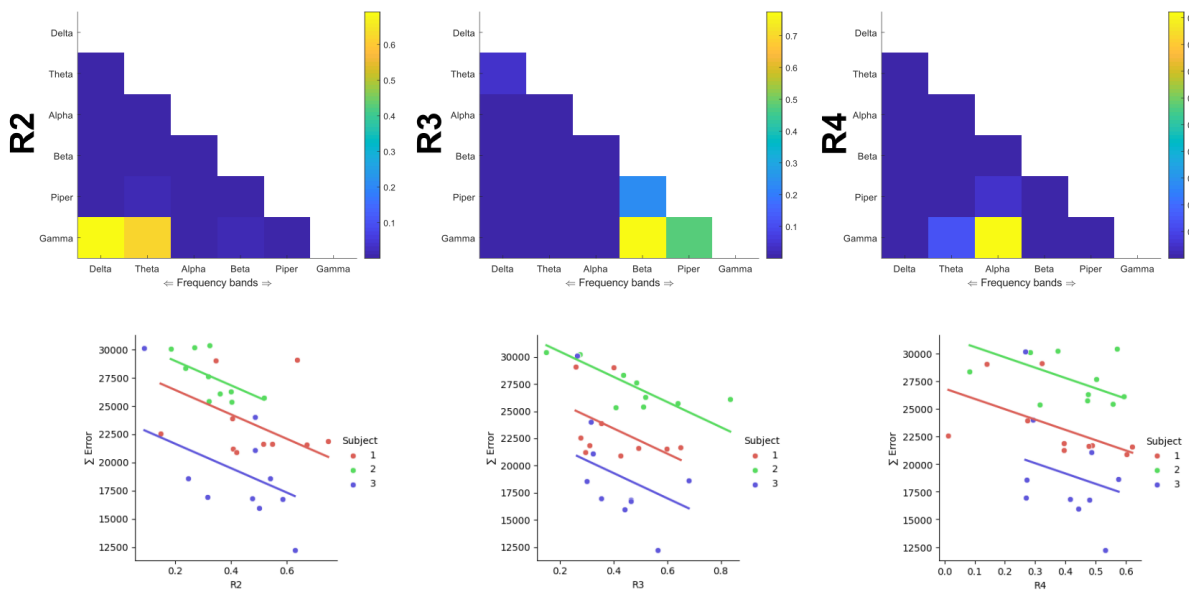 R2
Delta
Theta
Alpha
Beta
Piper
Gamma
Delta Theta Alpha Beta Piper Gamma
⇐ Frequency bands ⇒
0.6
0.5
0.4
0.3
0.2
0.1
R3
Delta
Theta
Alpha
Beta
Piper
Gamma
Delta Theta Alpha Beta Piper Gamma
⇐ Frequency bands ⇒
0.7
0.6
0.5
0.4
0.3
0.2
0.1
R4
Delta
Theta
Alpha
Beta
Piper
Gamma
Delta Theta Alpha Beta Piper Gamma
⇐ Frequency bands ⇒
∑ Error
30000
27500
25000
22500
20000
17500
15000
12500
0.2 0.4 0.6
R2
Subject
1
2
3
∑ Error
30000
27500
25000
22500
20000
17500
15000
12500
0.2 0.4 0.6 0.8
R3
Subject
1
2
3
∑ Error
30000
27500
25000
22500
20000
17500
15000
12500
0.0 0.1 0.2 0.3 0.4 0.5 0.6
R4
Subject
1
2
3